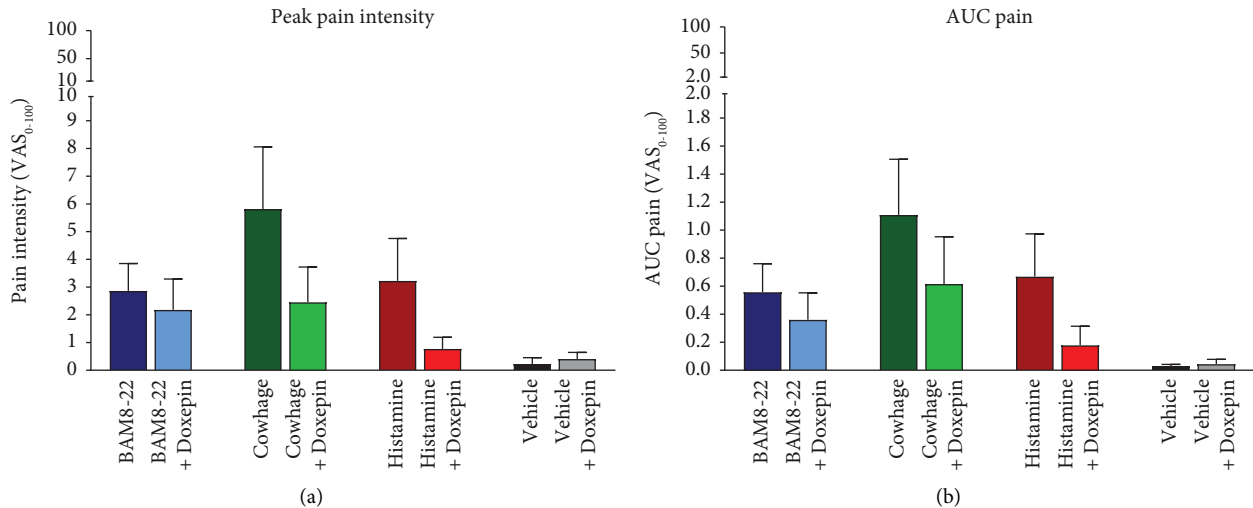 Peak pain intensity
100
50
10
10
9
8
7
6
5
4
3
2
1
0
Pain intensity (VAS0-100)
BAM8-22
BAM8-22
+ Doxepin
Cowhage
Cowhage
+ Doxepin
Histamine
Histamine
+ Doxepin
Vehicle
Vehicle
+ Doxepin
(a)
AUC pain
100
50
2.0
2.0
1.8
1.6
1.4
1.2
1.0
0.8
0.6
0.4
0.2
0.0
AUC pain (VAS0-100)
BAM8-22
BAM8-22
+ Doxepin
Cowhage
Cowhage
+ Doxepin
Histamine
Histamine
+ Doxepin
Vehicle
Vehicle
+ Doxepin
(b)